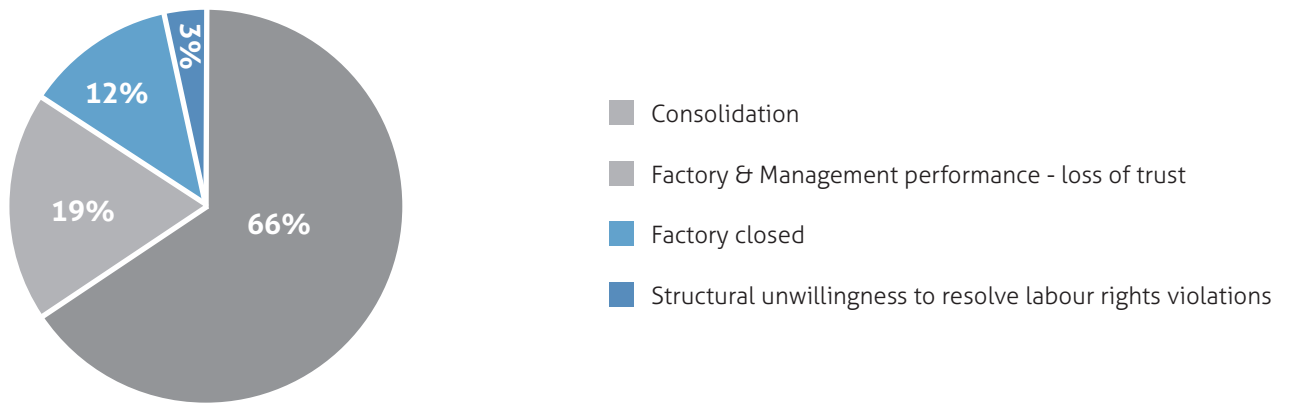 3%
12%
19%
66%
Consolidation
Factory & Management performance - loss of trust
Factory closed
Structural unwillingness to resolve labour rights violations